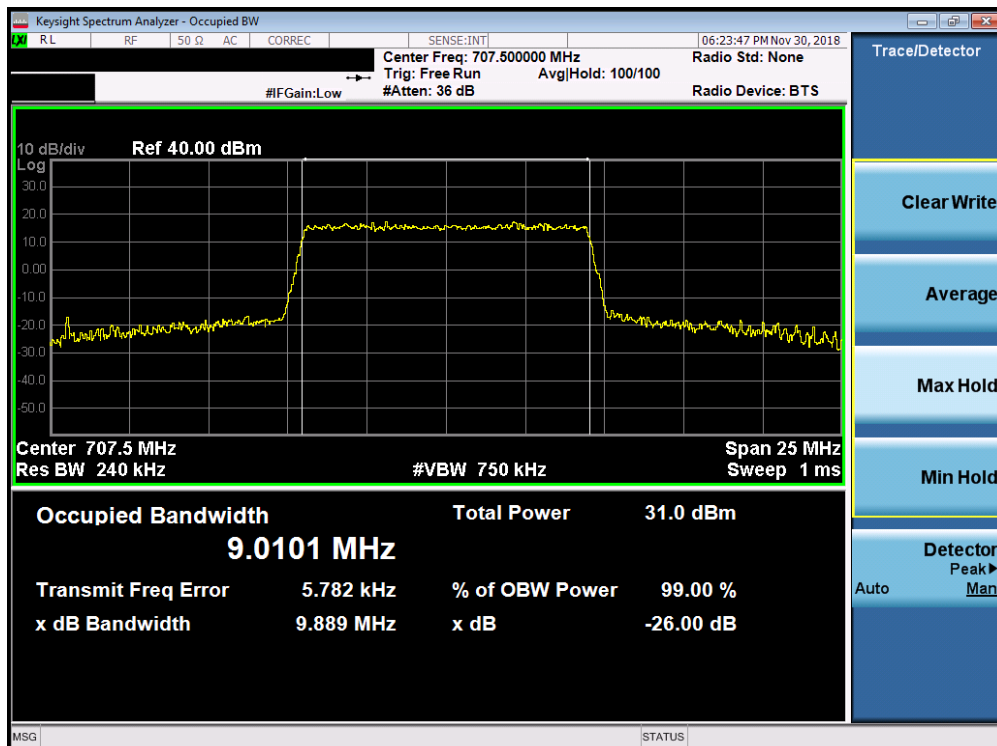 Keysight Spectrum Analyzer - Occupied BW
LXI RL RF 50 Ω AC CORREC SENSE:INT 06:23:47 PM Nov 30, 2018
Center Freq: 707.500000 MHz Radio Std: None
Trig: Free Run Avg|Hold: 100/100
#IFGain:Low #Atten: 36 dB Radio Device: BTS
Trace/Detector
10 dB/div Ref 40.00 dBm
Log
30.0
20.0
10.0
0.00
-10.0
-20.0
-30.0
-40.0
-50.0
Center 707.5 MHz Span 25 MHz
Res BW 240 kHz #VBW 750 kHz Sweep 1 ms
Occupied Bandwidth Total Power 31.0 dBm
9.0101 MHz
Transmit Freq Error 5.782 kHz % of OBW Power 99.00 %
x dB Bandwidth 9.889 MHz x dB -26.00 dB
Clear Write
Average
Max Hold
Min Hold
Detector
Peak▶
Auto Man
MSG STATUS